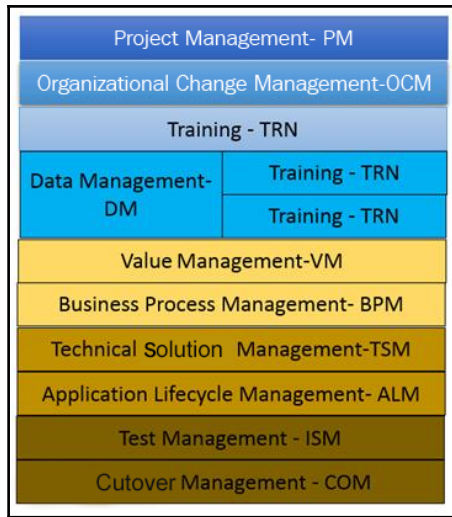 Project Management- PM
Organizational Change Management-OCM
Training - TRN
Data Management-
DM
Training - TRN
Training - TRN
Value Management-VM
Business Process Management- BPM
Technical Solution Management-TSM
Application Lifecycle Management- ALM
Test Management - ISM
Cutover Management - COM